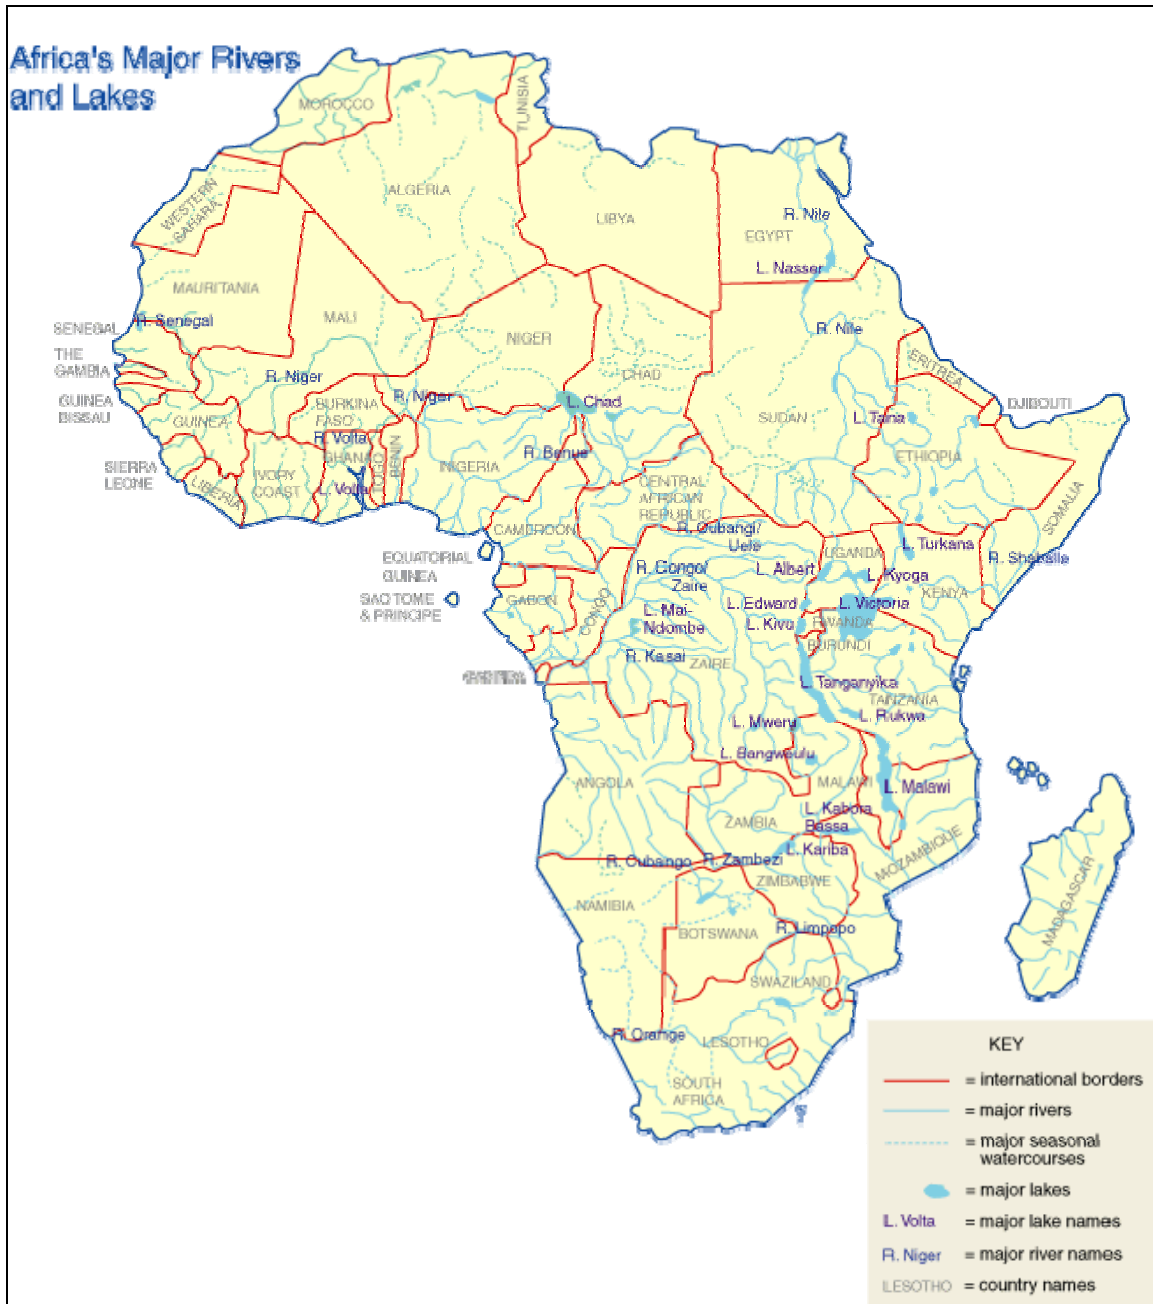 Africa's Major Rivers
and Lakes
MOROCCO
TUNISIA
ALGERIA
LIBYA
EGYPT
R. Nile
L. Nasser
WESTERN
SAHARA
MAURITANIA
MALI
NIGER
CHAD
SUDAN
R. Nile
ERITREA
DJIBOUTI
SENEGAL
R. Senegal
THE
GAMBIA
GUINEA
BISSAU
GUINEA
SIERRA
LEONE
LIBERIA
IVORY
COAST
R. Niger
BURKINA
FASO
R. Niger
R. Volta
GHANA
L. Volta
TOGO
BENIN
NIGERIA
R. Benue
L. Chad
L. Tana
ETHIOPIA
SOMALIA
CENTRAL
AFRICAN
REPUBLIC
CAMEROON
R. Oubangi/
Uele
EQUATORIAL
GUINEA
SAO TOME
& PRINCIPE
GABON
CONGO
R. Congo/
Zaire
L. Albert
UGANDA
L. Turkana
R. Shabelle
L. Kyoga
KENYA
L. Edward
L. Victoria
L. Mai-
Ndombe
L. Kivu
RWANDA
BURUNDI
R. Kasai
ZAIRE
L. Tanganyika
TAINZANIA
L. Rukwa
L. Mweru
L. Bangweulu
ANGOLA
MALAWI
L. Malawi
ZAMBIA
L. Kabora
Bassa
L. Kariba
MOZAMBIQUE
R. Cubango
R. Zambezi
ZIMBABWE
NAMIBIA
BOTSWANA
R. Limpopo
MADAGASCAR
SWAZILAND
R. Orange
LESOTHO
SOUTH
AFRICA
KEY
= international borders
= major rivers
= major seasonal
watercourses
= major lakes
L. Volta = major lake names
R. Niger = major river names
LESOTHO = country names